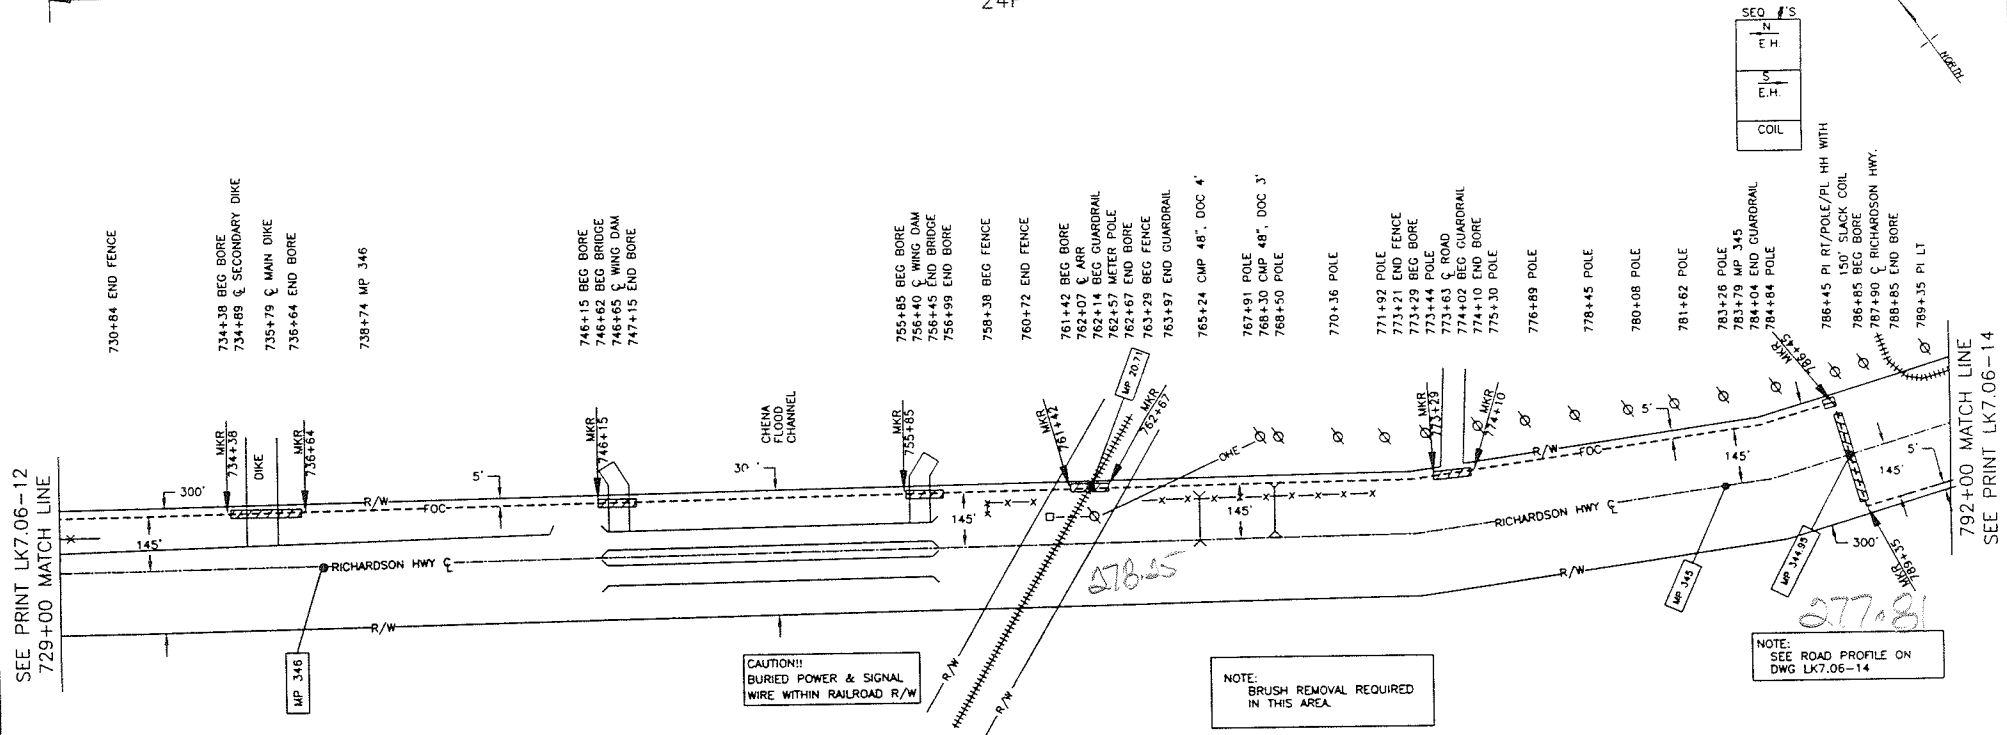 24F
SEQ #'S
N
E.H.
S
E.H.
COIL
NORTH
730+84 END FENCE
734+38 BEG BORE
734+89 ℄ SECONDARY DIKE
735+79 ℄ MAIN DIKE
736+64 END BORE
738+74 MP 346
746+15 BEG BORE
746+62 BEG BRIDGE
746+65 ℄ WING DAM
747+15 END BORE
755+85 BEG BORE
756+40 ℄ WING DAM
756+45 END BRIDGE
756+99 END BORE
758+38 BEG FENCE
760+72 END FENCE
761+42 BEG BORE
762+07 ℄ ARR
762+14 BEG GUARDRAIL
762+57 METER POLE
762+67 END BORE
763+29 BEG FENCE
763+97 END GUARDRAIL
765+24 CMP 48", DOC 4'
767+91 POLE
768+30 CMP 48", DOC 3'
768+50 POLE
770+36 POLE
771+92 POLE
773+21 END FENCE
773+29 BEG BORE
773+44 POLE
773+63 ℄ ROAD
774+02 BEG GUARDRAIL
774+10 END BORE
775+30 POLE
776+89 POLE
778+45 POLE
780+08 POLE
781+62 POLE
783+26 POLE
783+79 MP 345
784+04 END GUARDRAIL
784+84 POLE
786+45 PI RT/POLE/PL HH WITH
150' SLACK COIL
786+85 BEG BORE
787+90 ℄ RICHARDSON HWY.
788+85 END BORE
789+35 PI LT
SEE PRINT LK7.06-12
729+00 MATCH LINE
300'
145'
MKR
734+38
DIKE
MKR
736+64
R/W
FOC
5'
MKR
746+15
CHENA
FLOOD
CHANNEL
30 '
MKR
755+85
145'
MKR
761+42
MP 20.71
MKR
762+67
OHE
145'
MKR
773+29
MKR
774+10
R/W
FOC
5'
145'
MKR
786+45
145'
5'
300'
MKR
789+35
RICHARDSON HWY ℄
RICHARDSON HWY ℄
R/W
R/W
R/W
R/W
MP 346
MP 345
MP 344.95
278.25
277.81
CAUTION!!
BURIED POWER & SIGNAL
WIRE WITHIN RAILROAD R/W
NOTE:
BRUSH REMOVAL REQUIRED
IN THIS AREA.
NOTE:
SEE ROAD PROFILE ON
DWG LK7.06-14
792+00 MATCH LINE
SEE PRINT LK7.06-14